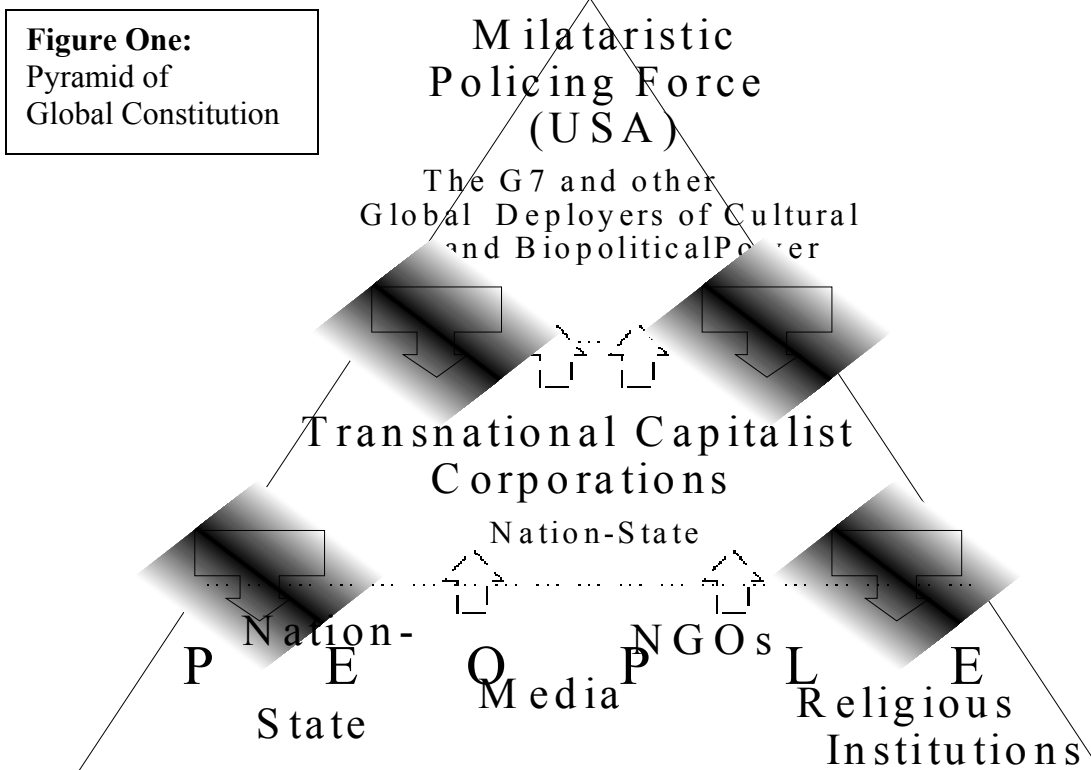 Figure One:
Pyramid of
Global Constitution
Milataristic
Policing Force
(USA)
The G7 and other
Global Deployers of Cultural
and BiopoliticalPower
Transnational Capitalist
Corporations
Nation-State
Nation-
NGOs
P E O P L E
Media
Religious
State
Institutions